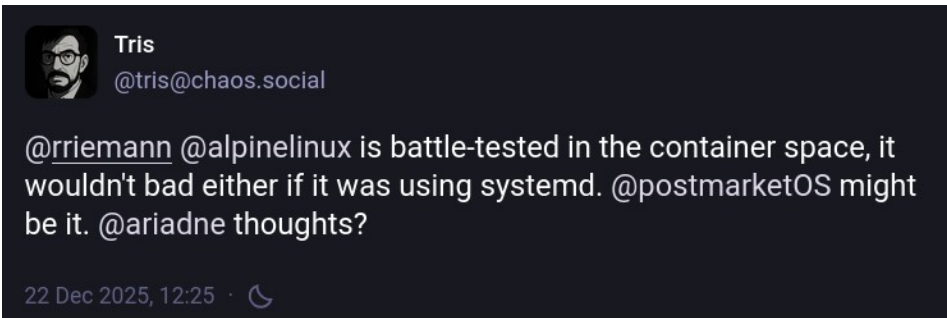 Tris
@tris@chaos.social
@rriemann @alpinelinux is battle-tested in the container space, it
wouldn't bad either if it was using systemd. @postmarketOS might
be it. @ariadne thoughts?
22 Dec 2025, 12:25 ·